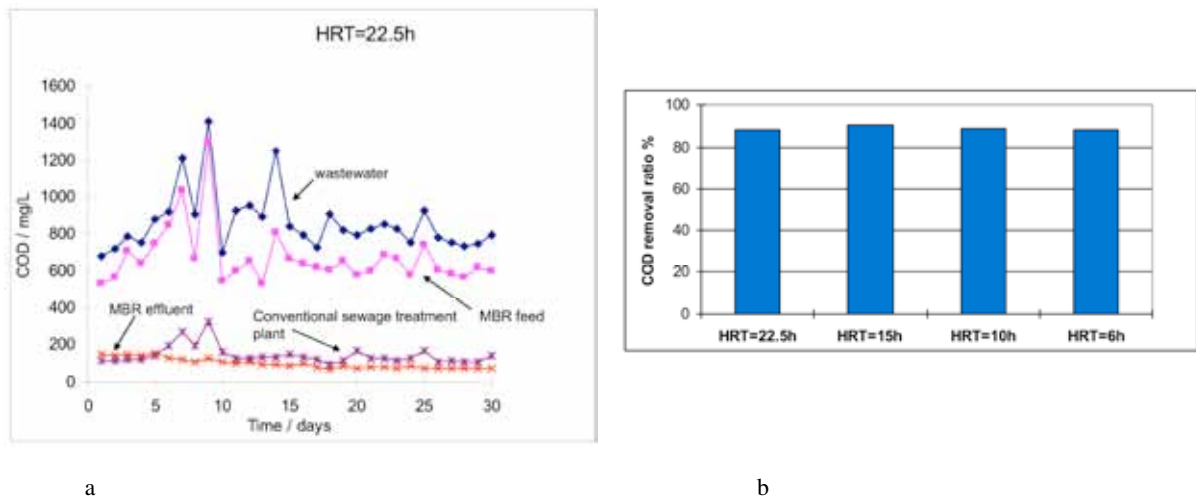 HRT=22.5h
1600
1400
1200
1000
800
600
400
200
0
COD / mg/L
wastewater
MBR effluent
Conventional sewage treatment
plant
MBR feed
0 5 10 15 20 25 30
Time / days
a
100
80
60
40
20
0
COD removal ratio %
HRT=22.5h HRT=15h HRT=10h HRT=6h
b